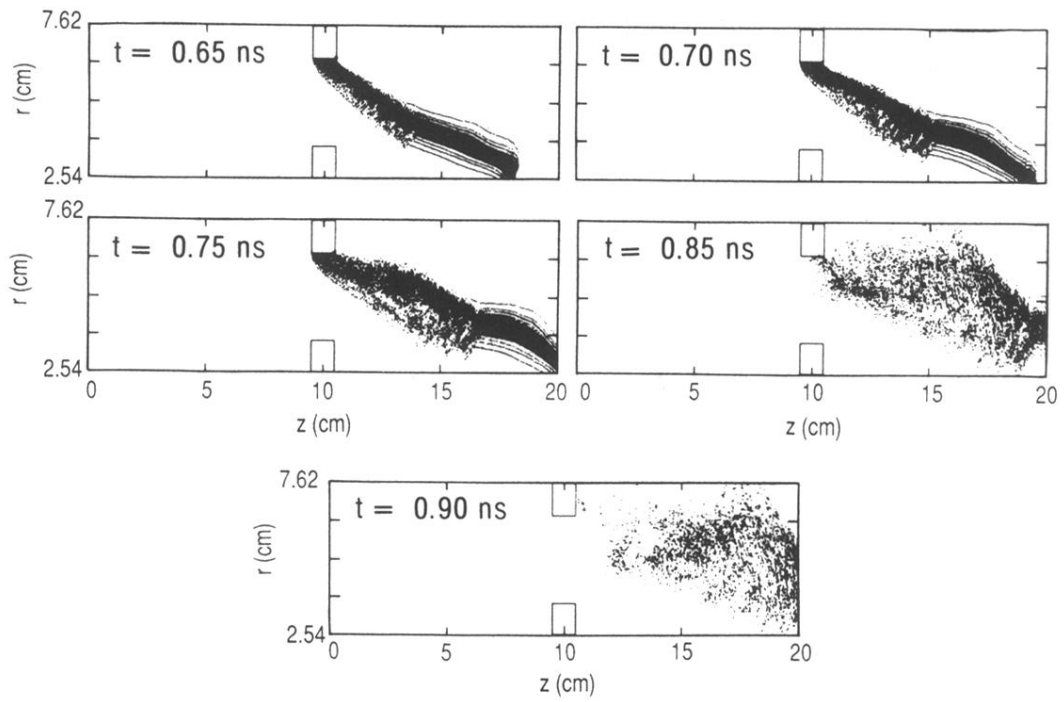 7.62
t = 0.65 ns
t = 0.70 ns
r (cm)
2.54
7.62
t = 0.75 ns
t = 0.85 ns
r (cm)
2.54
0 5 10 15 20 0 5 10 15 20
z (cm) z (cm)
7.62
t = 0.90 ns
r (cm)
2.54
0 5 10 15 20
z (cm)